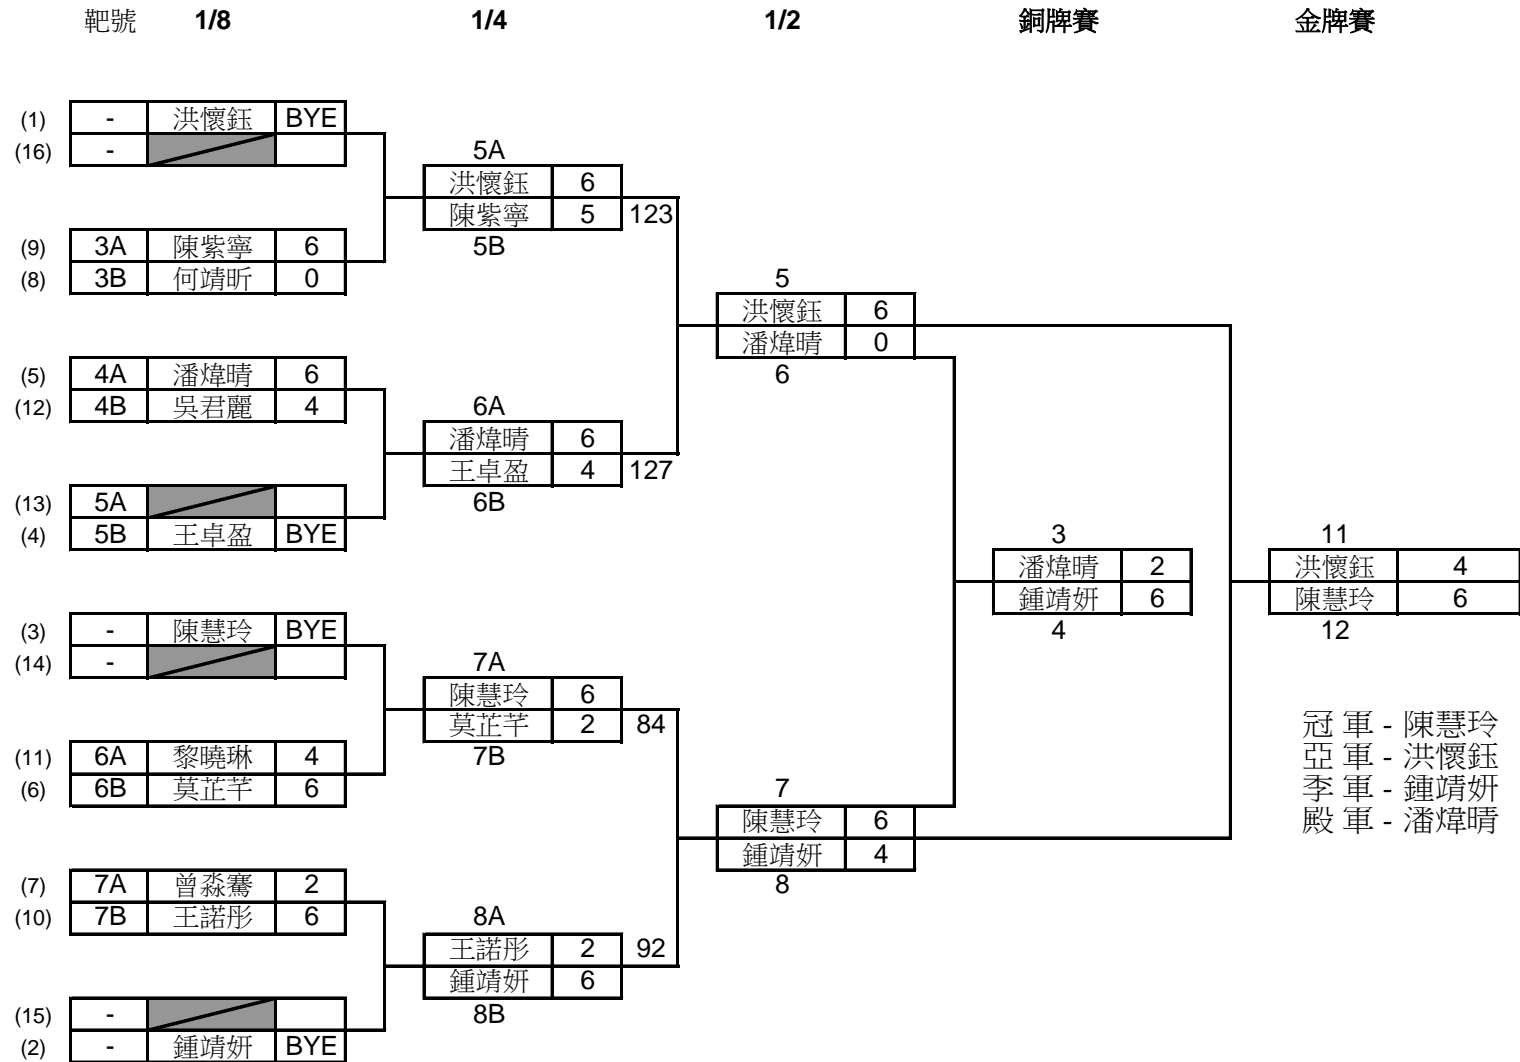 靶號 1/8 1/4 1/2 銅牌賽 金牌賽
(1) - 洪懷鈺 BYE
(16) -
5A
洪懷鈺 6
陳紫寧 5 123
5B
(9) 3A 陳紫寧 6
(8) 3B 何靖昕 0
5
洪懷鈺 6
潘煒晴 0
6
(5) 4A 潘煒晴 6
(12) 4B 吳君麗 4
6A
潘煒晴 6
王卓盈 4 127
6B
(13) 5A
(4) 5B 王卓盈 BYE
3
潘煒晴 2
鍾靖妍 6
4
11
洪懷鈺 4
陳慧玲 6
12
(3) - 陳慧玲 BYE
(14) -
7A
陳慧玲 6
莫芷芊 2 84
7B
(11) 6A 黎曉琳 4
(6) 6B 莫芷芊 6
7
陳慧玲 6
鍾靖妍 4
8
冠 軍 - 陳慧玲
亞 軍 - 洪懷鈺
季 軍 - 鍾靖妍
殿 軍 - 潘煒晴
(7) 7A 曾淼騫 2
(10) 7B 王諾彤 6
8A
王諾彤 2 92
鍾靖妍 6
8B
(15) -
(2) - 鍾靖妍 BYE